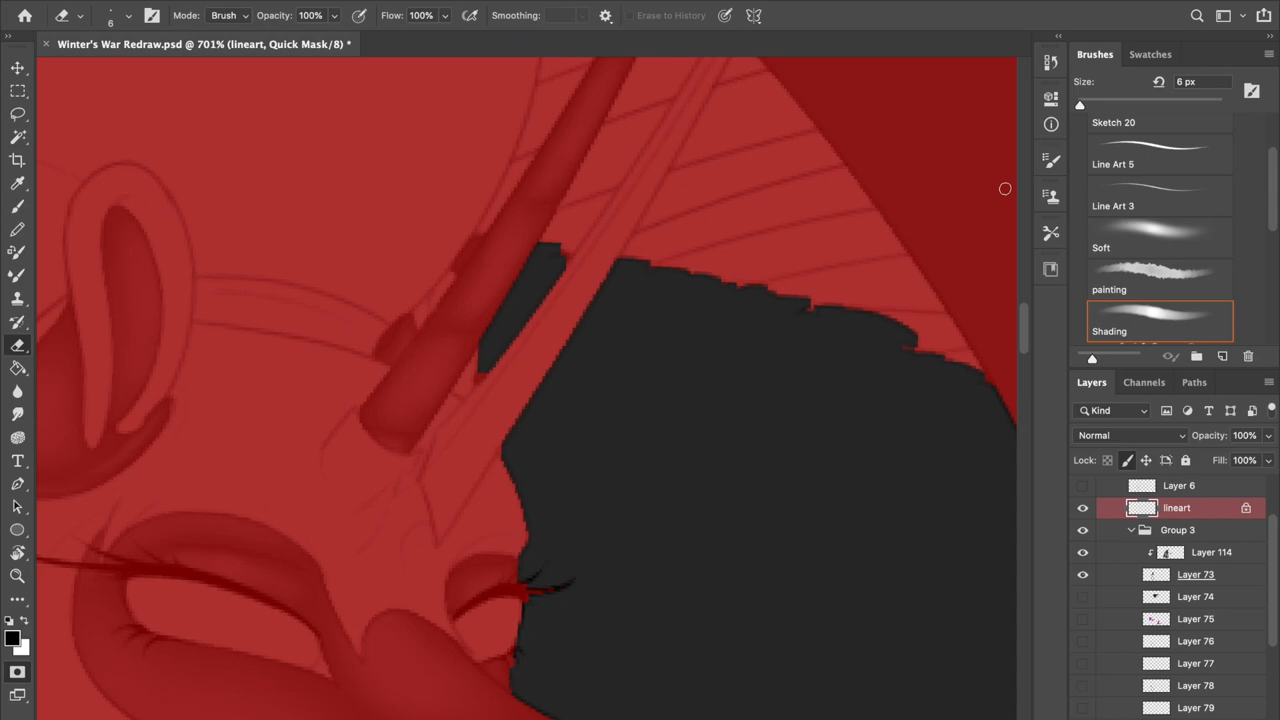 6 Mode: Brush Opacity: 100% Flow: 100% Smoothing: Erase to History
Winter's War Redraw.psd @ 701% (lineart, Quick Mask/8) *
Brushes Swatches
Size: 6 px
Sketch 20
Line Art 5
Line Art 3
Soft
painting
Shading
Layers Channels Paths
Kind
Normal Opacity: 100%
Lock: Fill: 100%
Layer 6
lineart
Group 3
Layer 114
Layer 73
Layer 74
Layer 75
Layer 76
Layer 77
Layer 78
Layer 79